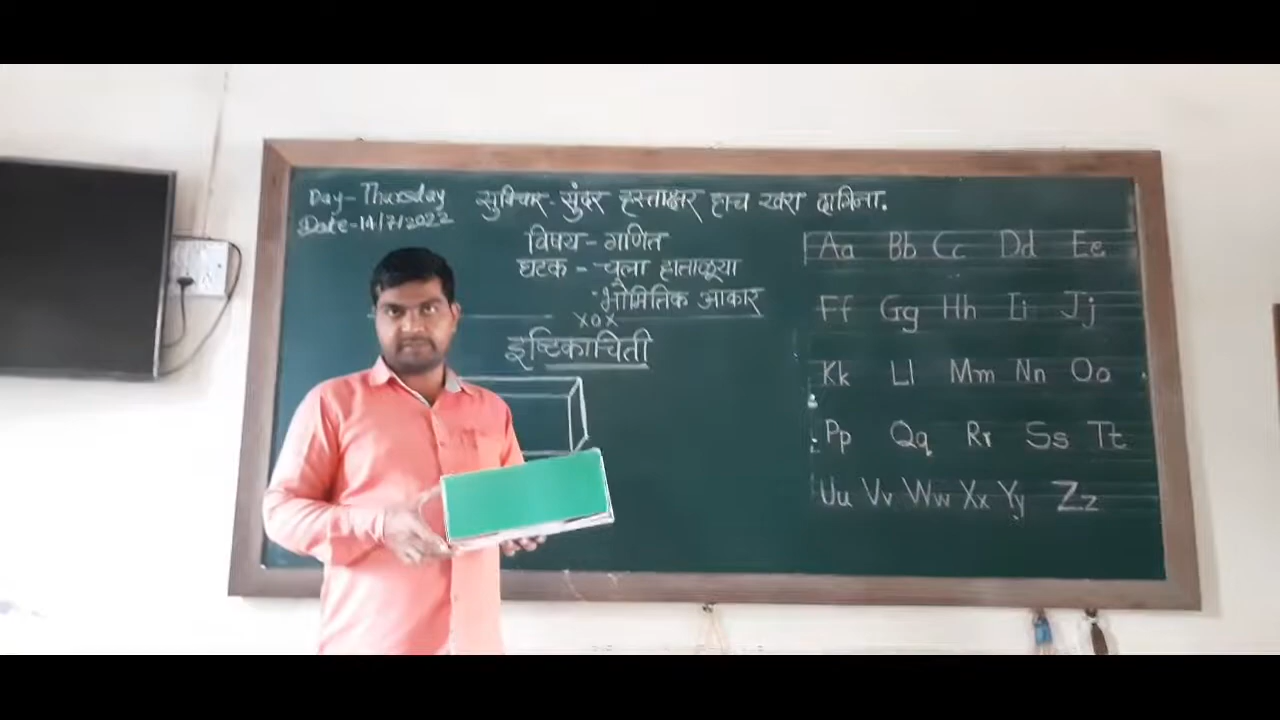 Day - Thursday
Date = 14/7/2022
सुविचार - सुंदर हस्ताक्षर हाच खरा दागिना.
विषय - गणित
घटक - चला हाताळूया
भौमितिक आकार
xox
इष्टिकाचिती
Aa Bb Cc Dd Ee
Ff Gg Hh Ii Jj
Kk Ll Mm Nn Oo
Pp Qq Rr Ss Tt
Uu Vv Ww Xx Yy Zz